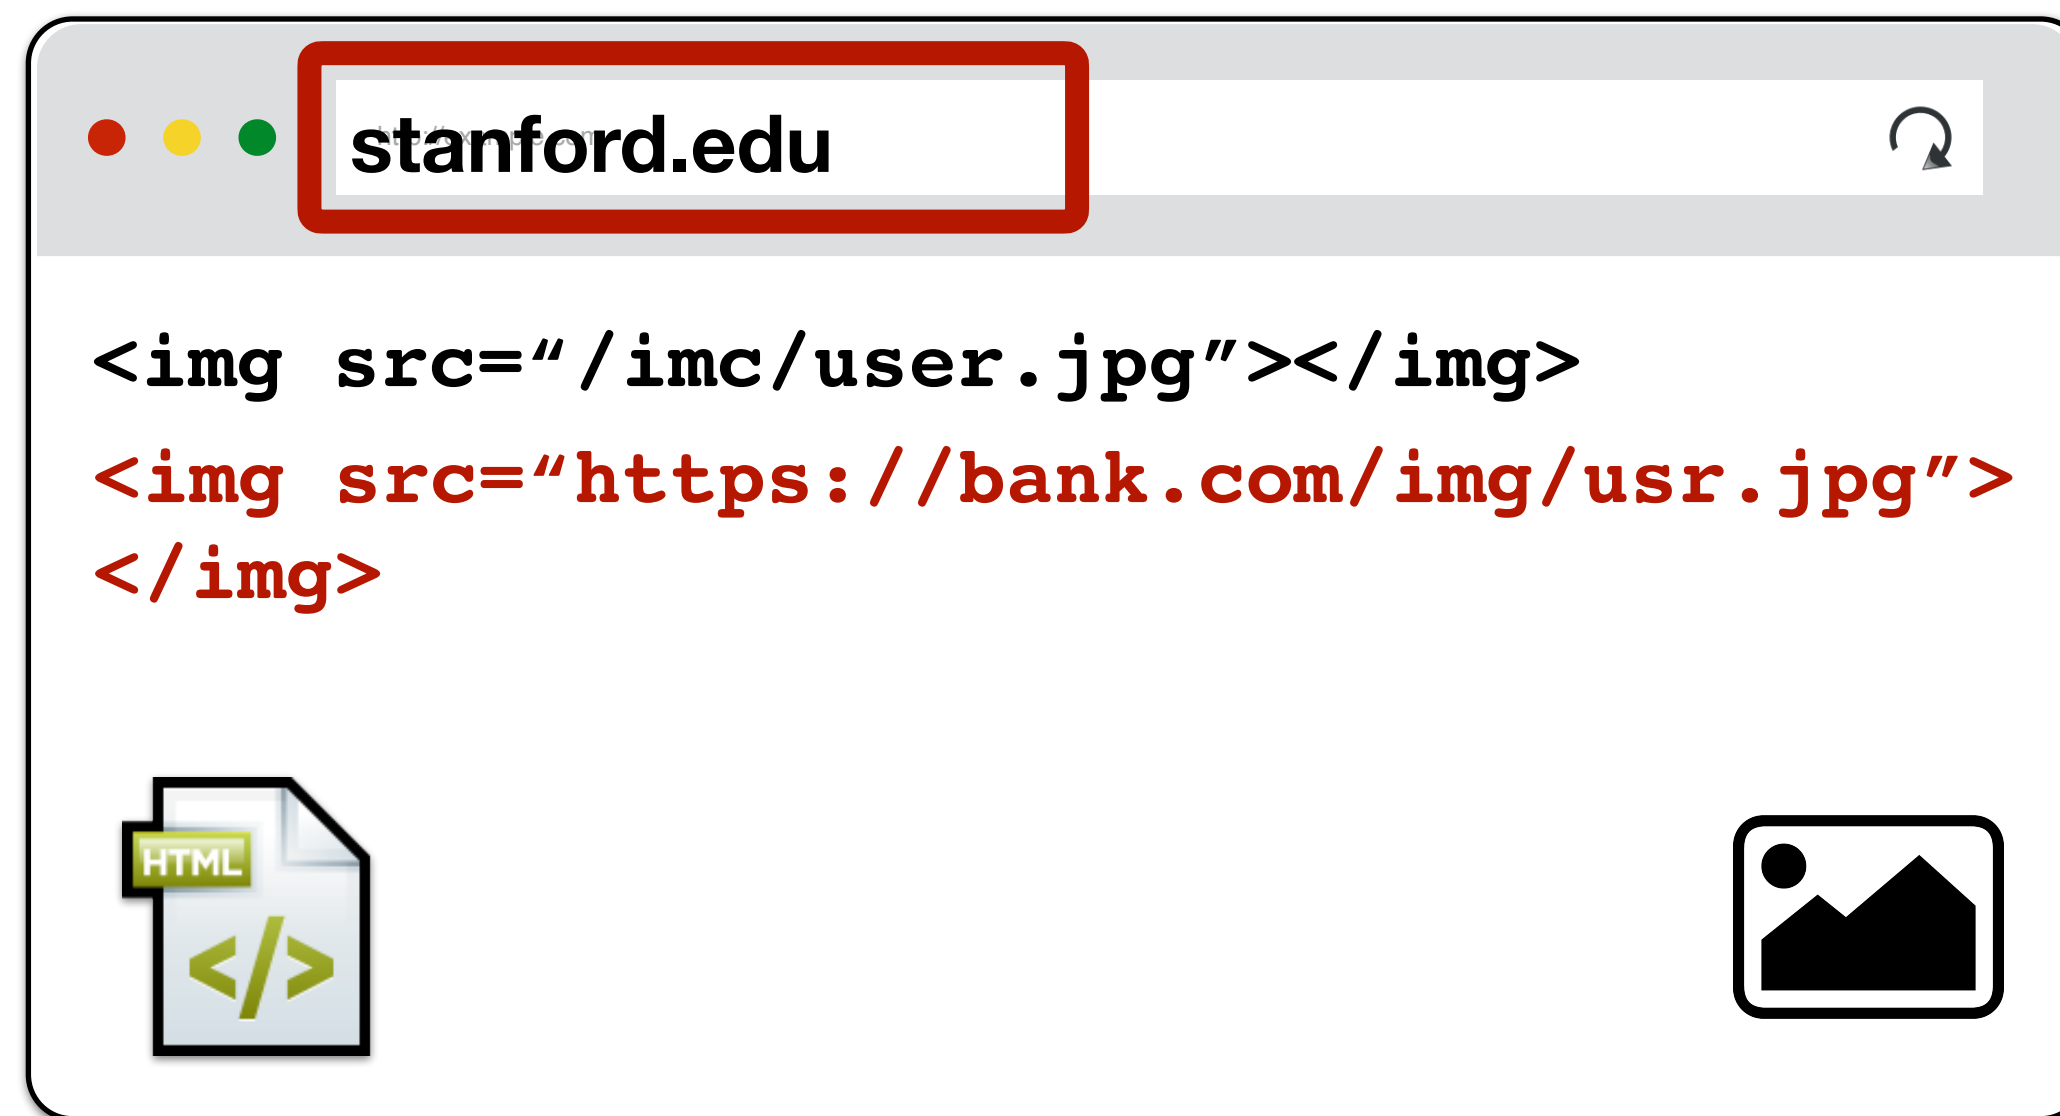 stanford.edu
<img src=“/imc/user.jpg”></img>
<img src=“https://bank.com/img/usr.jpg”>
</img>
HTML
</>